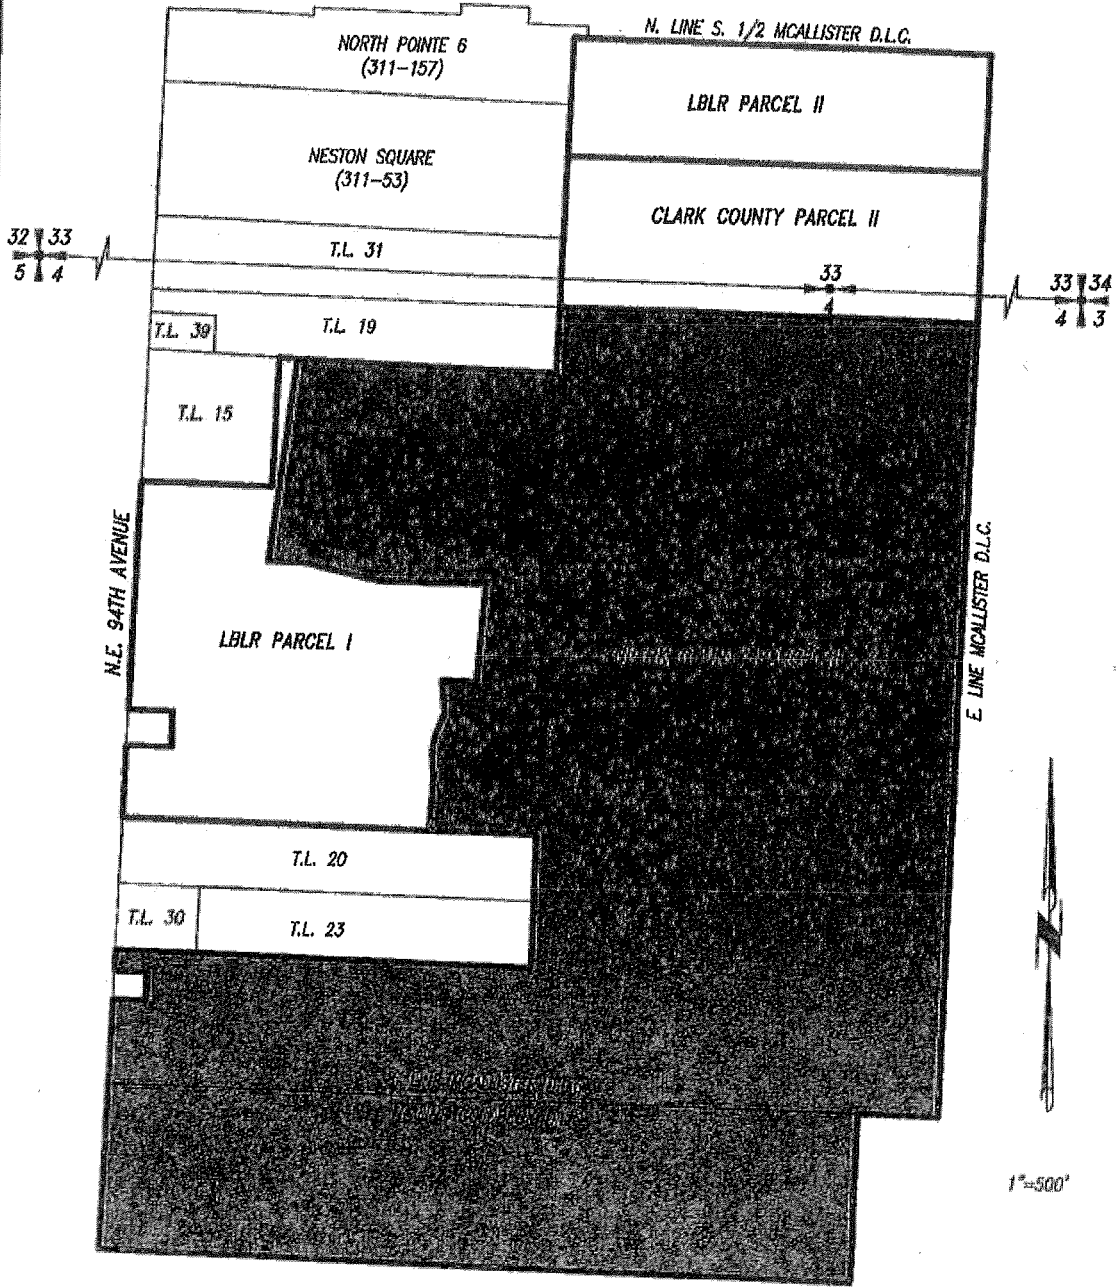 N. LINE S. 1/2 MCALLISTER D.L.C.
NORTH POINTE 6
(311-157)
LBLR PARCEL II
NESTON SQUARE
(311-53)
CLARK COUNTY PARCEL II
32 33
5 4
T.L. 31
33
4
33 34
4 3
T.L. 39
T.L. 19
T.L. 15
N.E. 94TH AVENUE
LBLR PARCEL I
E. LINE MCALLISTER D.L.C.
T.L. 20
T.L. 30
T.L. 23
1"=500'